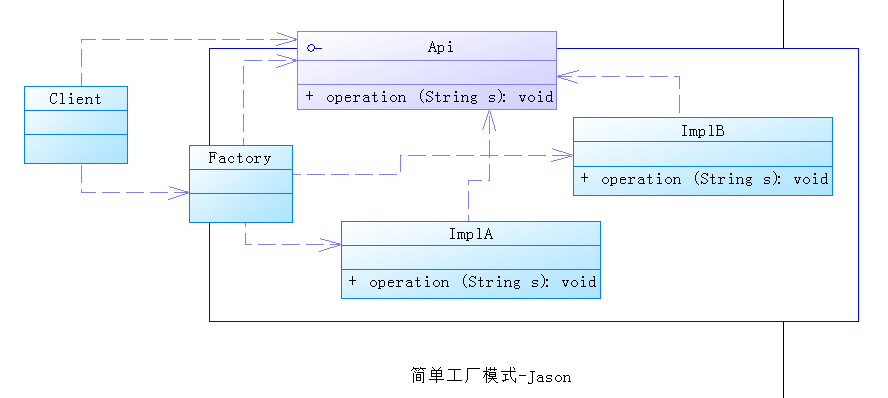 Api
+ operation (String s): void
Client
ImplB
+ operation (String s): void
Factory
ImplA
+ operation (String s): void
简单工厂模式-Jason